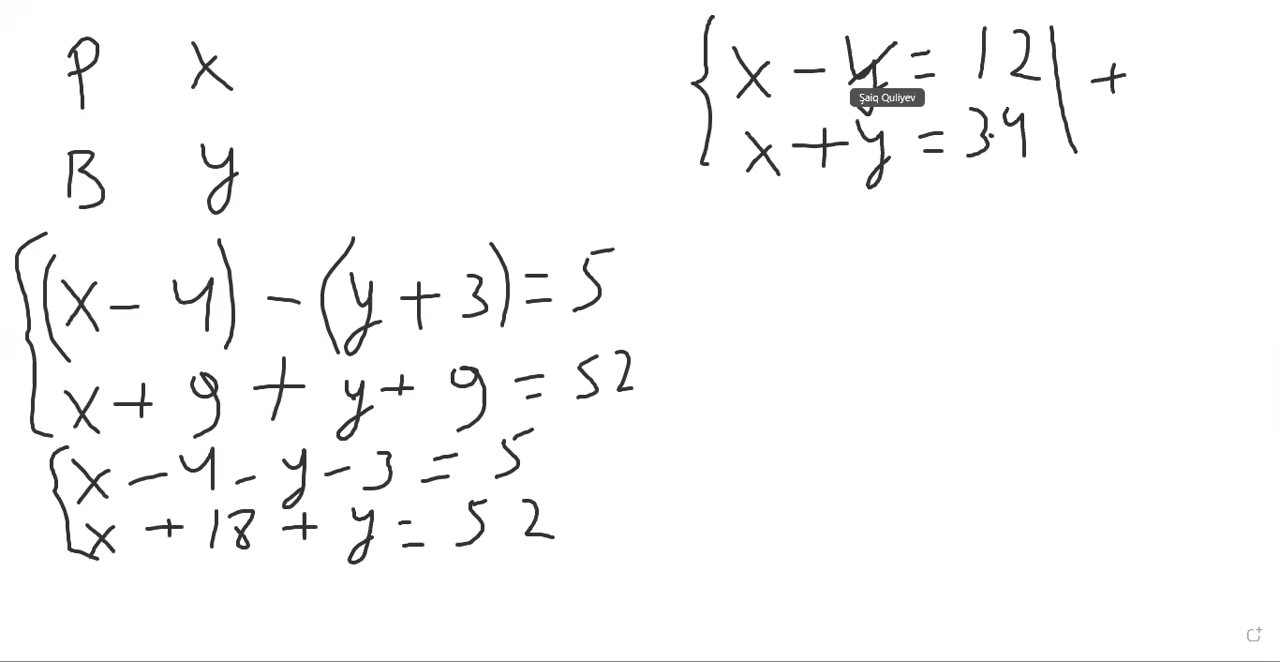 P x
B y
(x - 4) - (y + 3) = 5
x + 9 + y + 9 = 52
x - 4 - y - 3 = 5
x + 18 + y = 52
x - y = 12 | +
Şaiq Quliyev
x + y = 34